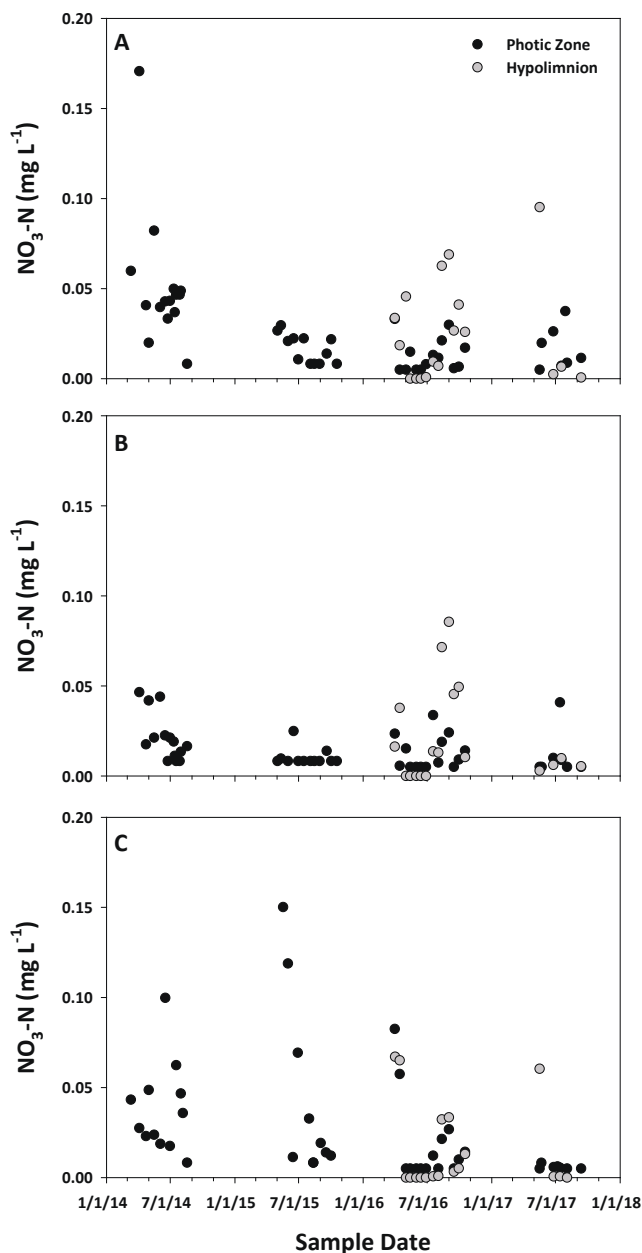 A
Photic Zone
Hypolimnion
0.20
0.15
0.10
0.05
0.00
NO3-N (mg L-1)
B
0.20
0.15
0.10
0.05
0.00
NO3-N (mg L-1)
C
0.20
0.15
0.10
0.05
0.00
NO3-N (mg L-1)
1/1/14 7/1/14 1/1/15 7/1/15 1/1/16 7/1/16 1/1/17 7/1/17 1/1/18
Sample Date